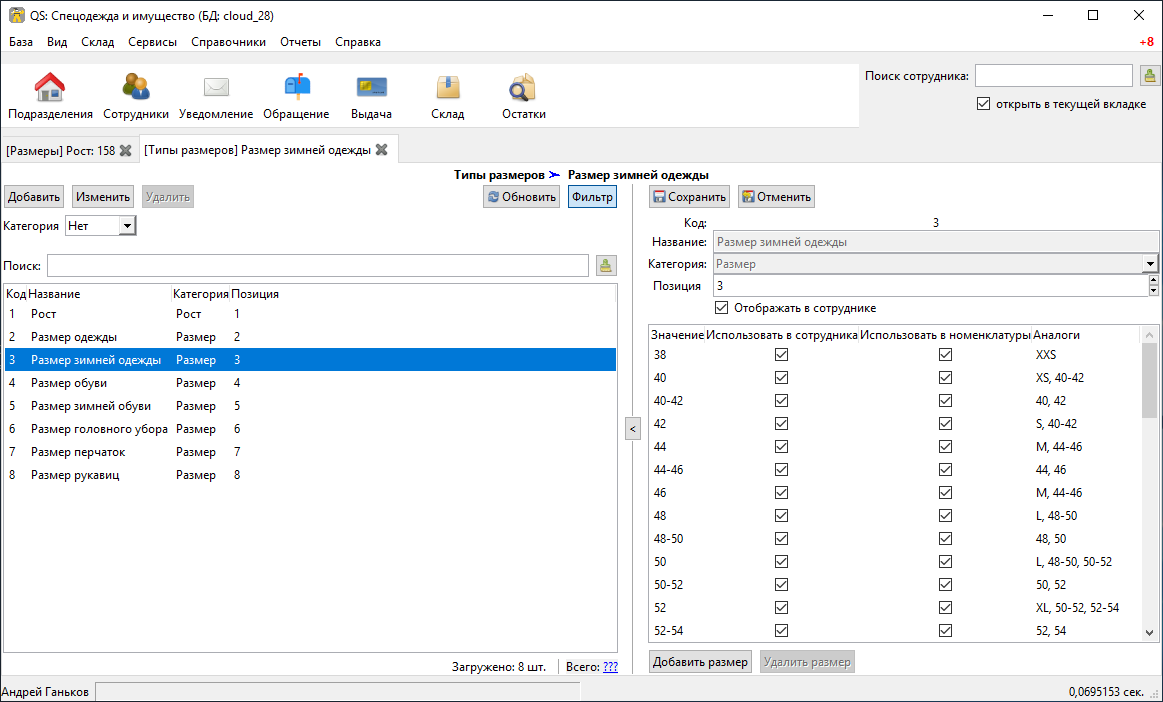 QS: Спецодежда и имущество (БД: cloud_28)
База Вид Склад Сервисы Справочники Отчеты Справка +8
Подразделения Сотрудники Уведомление Обращение Выдача Склад Остатки
Поиск сотрудника:
открыть в текущей вкладке
[Размеры] Рост: 158 [Типы размеров] Размер зимней одежды
Типы размеров Размер зимней одежды
Добавить Изменить Удалить Обновить Фильтр
Категория Нет
Поиск:
Код Название Категория Позиция
1 Рост Рост 1
2 Размер одежды Размер 2
3 Размер зимней одежды Размер 3
4 Размер обуви Размер 4
5 Размер зимней обуви Размер 5
6 Размер головного убора Размер 6
7 Размер перчаток Размер 7
8 Размер рукавиц Размер 8
Загружено: 8 шт. Всего: ???
<
Сохранить Отменить
Код: 3
Название: Размер зимней одежды
Категория: Размер
Позиция 3
Отображать в сотруднике
Значение Использовать в сотрудника Использовать в номенклатуры Аналоги
38 XXS
40 XS, 40-42
40-42 40, 42
42 S, 40-42
44 M, 44-46
44-46 44, 46
46 M, 44-46
48 L, 48-50
48-50 48, 50
50 L, 48-50, 50-52
50-52 50, 52
52 XL, 50-52, 52-54
52-54 52, 54
Добавить размер Удалить размер
Андрей Ганьков 0,0695153 сек.